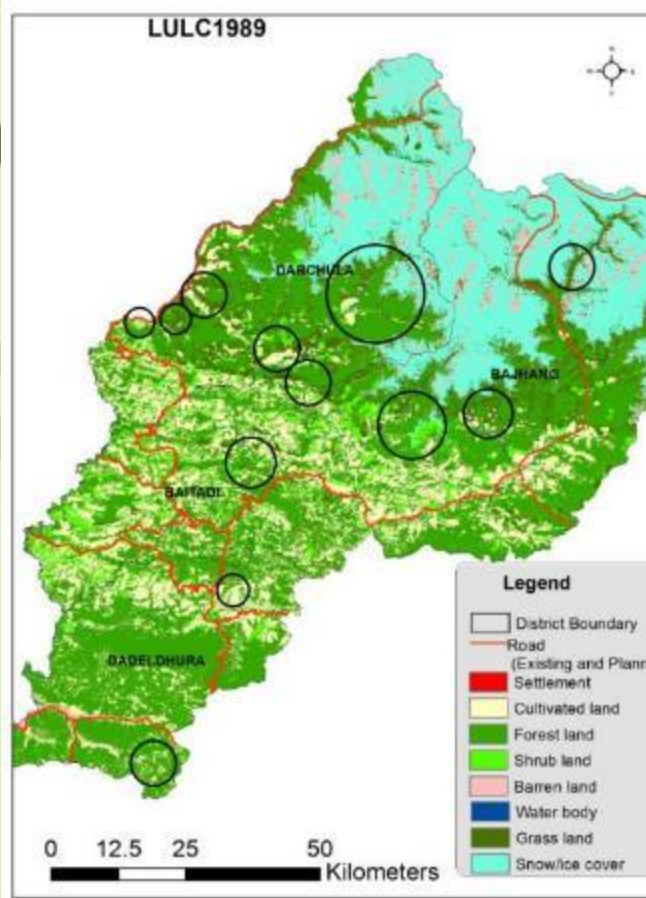 LULC1989
DARCHULA
BAJHANG
BAITADI
DADELDHURA
Legend
District Boundary
Road
(Existing and Plann
Settlement
Cultivated land
Forest land
Shrub land
Barren land
Water body
Grass land
Snow/ice cover
0 12.5 25 50
Kilometers